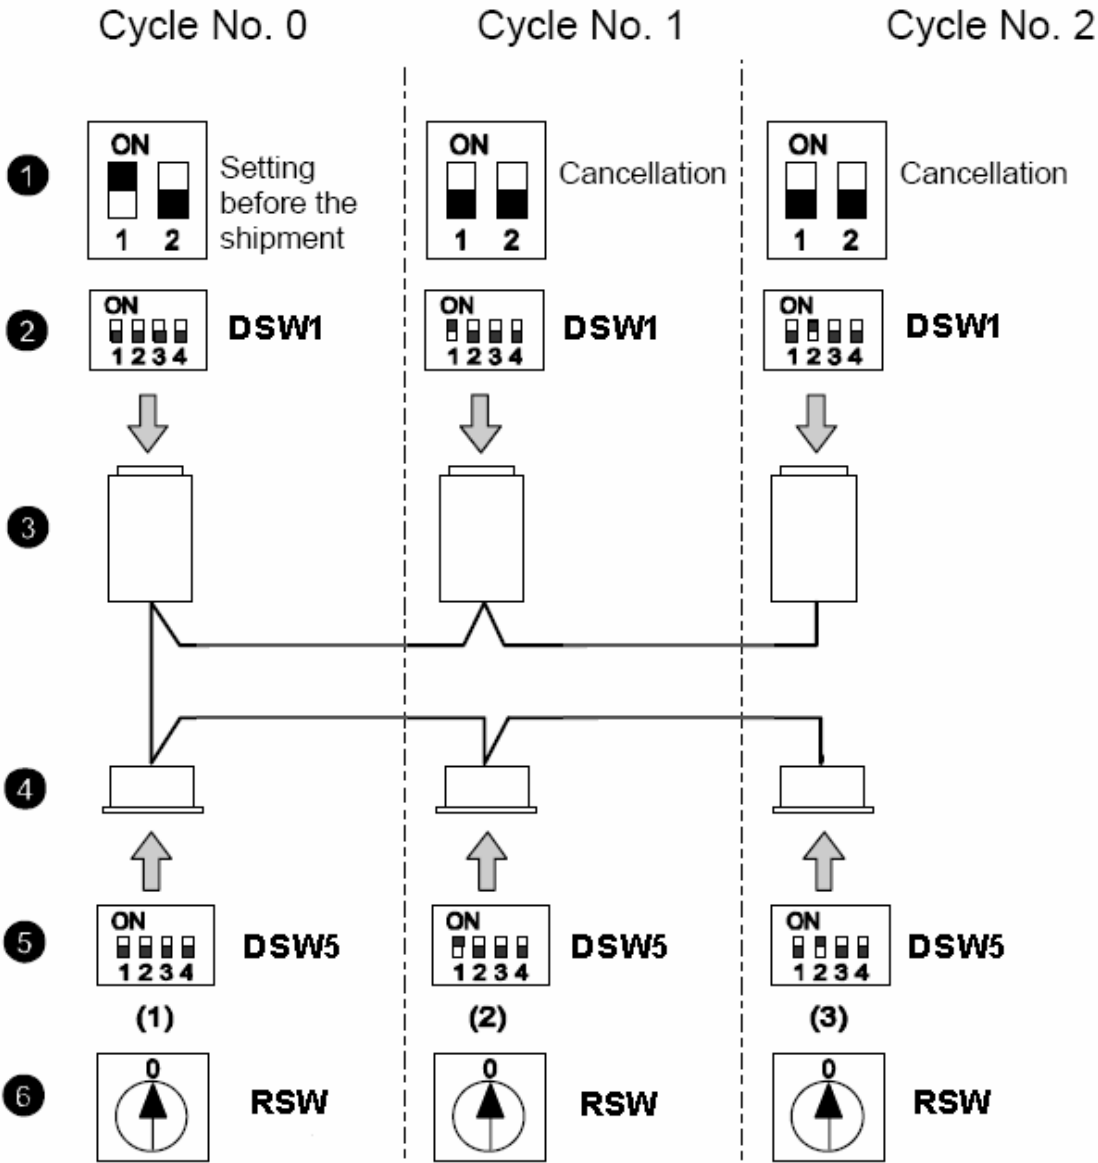 Cycle No. 0 Cycle No. 1 Cycle No. 2
1
ON
1 2
Setting
before the
shipment
ON
1 2
Cancellation
ON
1 2
Cancellation
2
ON
1 2 3 4
DSW1
ON
1 2 3 4
DSW1
ON
1 2 3 4
DSW1
3
4
5
ON
1 2 3 4
DSW5
ON
1 2 3 4
DSW5
ON
1 2 3 4
DSW5
(1) (2) (3)
6
0
RSW
0
RSW
0
RSW